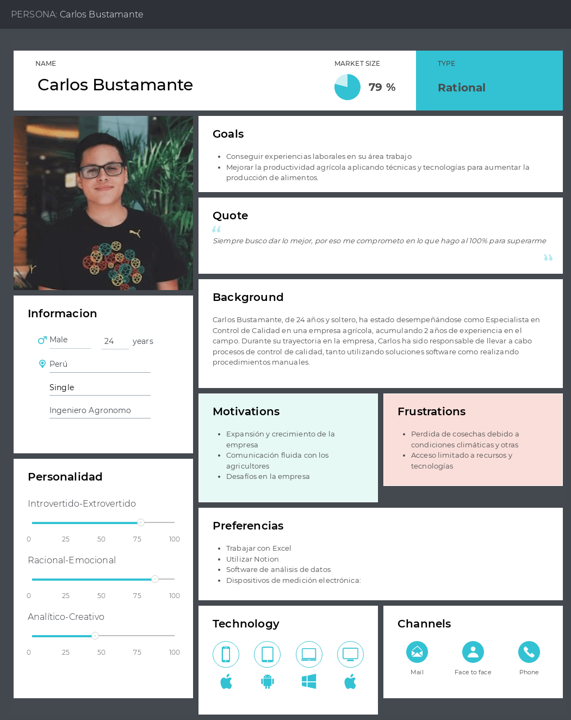 PERSONA: Carlos Bustamante
NAME
Carlos Bustamante
MARKET SIZE
79 %
TYPE
Rational
Goals
• Conseguir experiencias laborales en su área trabajo
• Mejorar la productividad agrícola aplicando técnicas y tecnologías para aumentar la
producción de alimentos.
Quote
“
Siempre busco dar lo mejor, por eso me comprometo en lo que hago al 100% para superarme
”
Informacion
Male
24 years
Perú
Single
Ingeniero Agronomo
Background
Carlos Bustamante, de 24 años y soltero, ha estado desempeñándose como Especialista en
Control de Calidad en una empresa agrícola, acumulando 2 años de experiencia en el
campo. Durante su trayectoria en la empresa, Carlos ha sido responsable de llevar a cabo
procesos de control de calidad, tanto utilizando soluciones software como realizando
procedimientos manuales.
Motivations
• Expansión y crecimiento de la
empresa
• Comunicación fluida con los
agricultores
• Desafíos en la empresa
Frustrations
• Perdida de cosechas debido a
condiciones climáticas y otras
• Acceso limitado a recursos y
tecnologías
Personalidad
Introvertido-Extrovertido
0 25 50 75 100
Racional-Emocional
0 25 50 75 100
Analítico-Creativo
0 25 50 75 100
Preferencias
• Trabajar con Excel
• Utilizar Notion
• Software de análisis de datos
• Dispositivos de medición electrónica:
Technology
Channels
Mail
Face to face
Phone